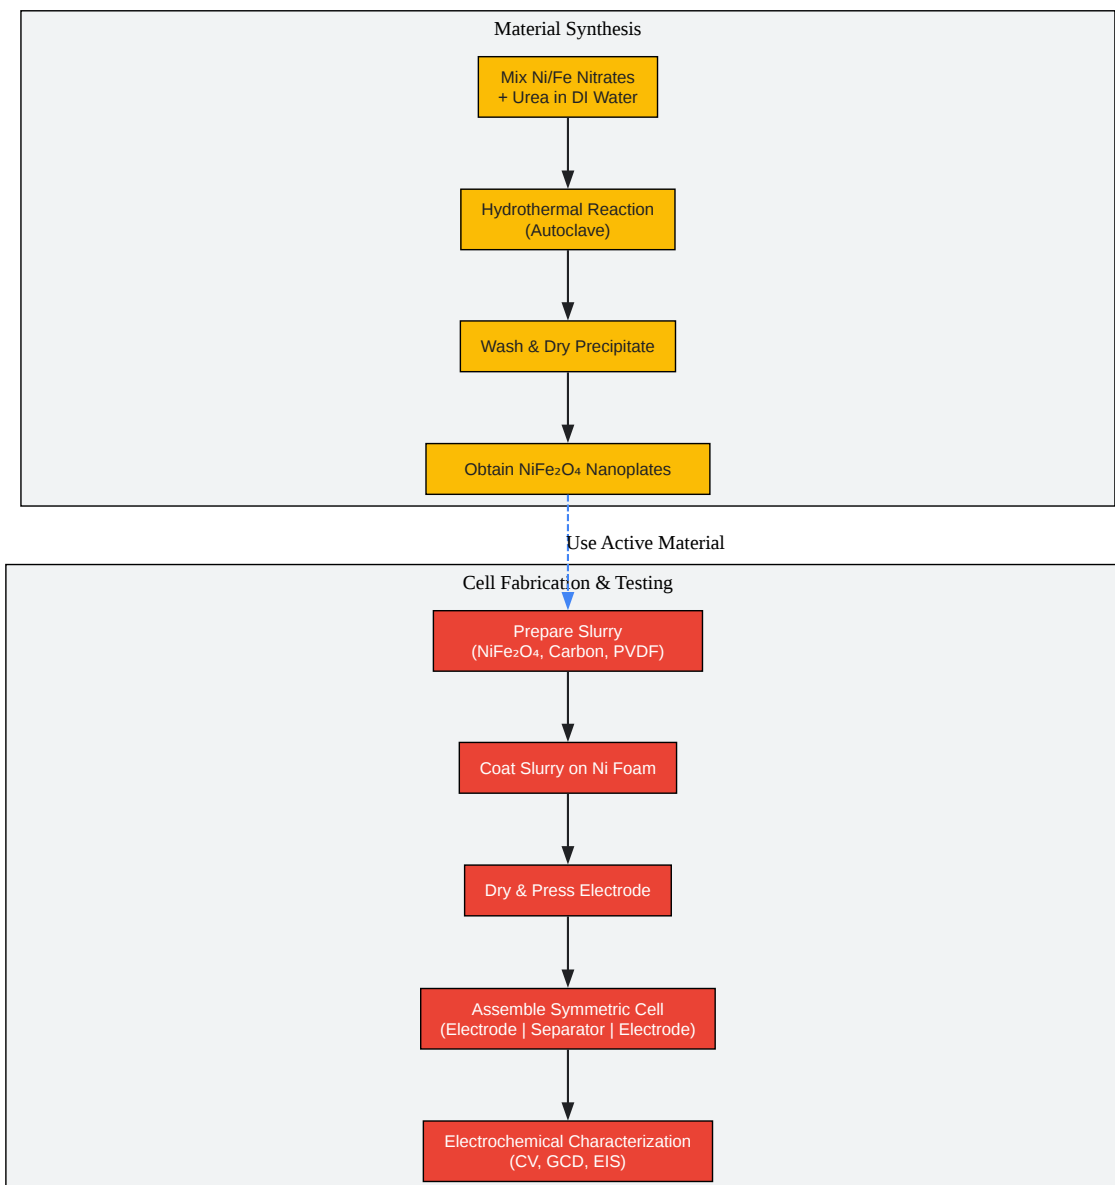 Material Synthesis
Mix Ni/Fe Nitrates
+ Urea in DI Water
Hydrothermal Reaction
(Autoclave)
Wash & Dry Precipitate
Obtain NiFe₂O₄ Nanoplates
Use Active Material
Cell Fabrication & Testing
Prepare Slurry
(NiFe₂O₄, Carbon, PVDF)
Coat Slurry on Ni Foam
Dry & Press Electrode
Assemble Symmetric Cell
(Electrode | Separator | Electrode)
Electrochemical Characterization
(CV, GCD, EIS)